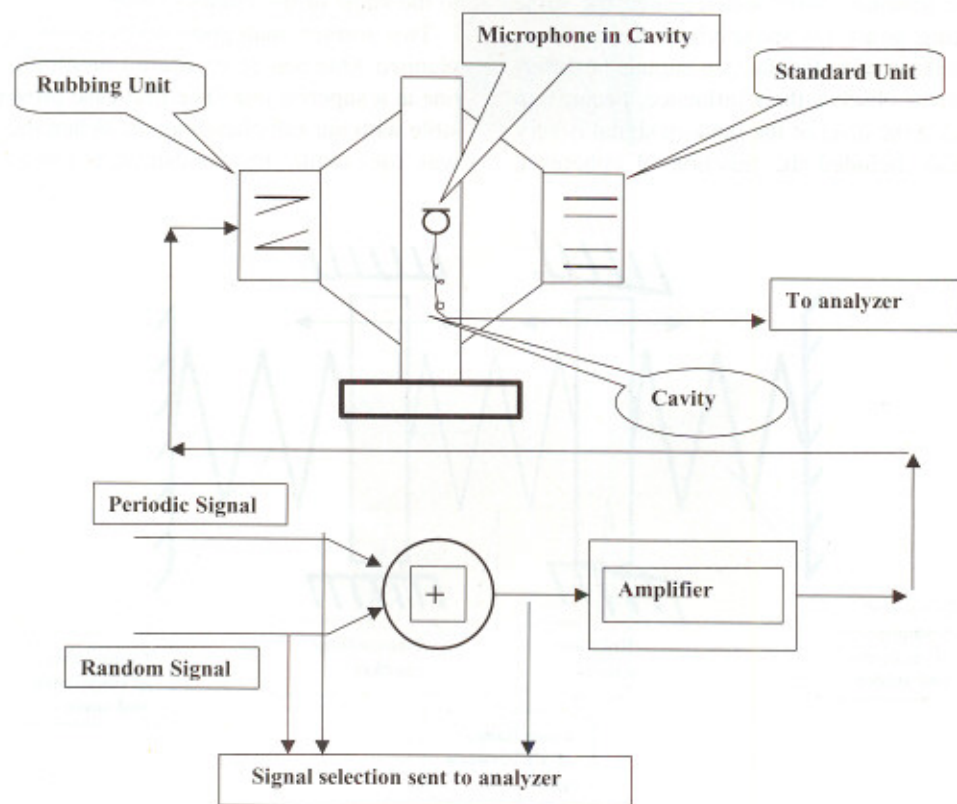 Microphone in Cavity
Rubbing Unit
Standard Unit
To analyzer
Cavity
Periodic Signal
+
Amplifier
Random Signal
Signal selection sent to analyzer